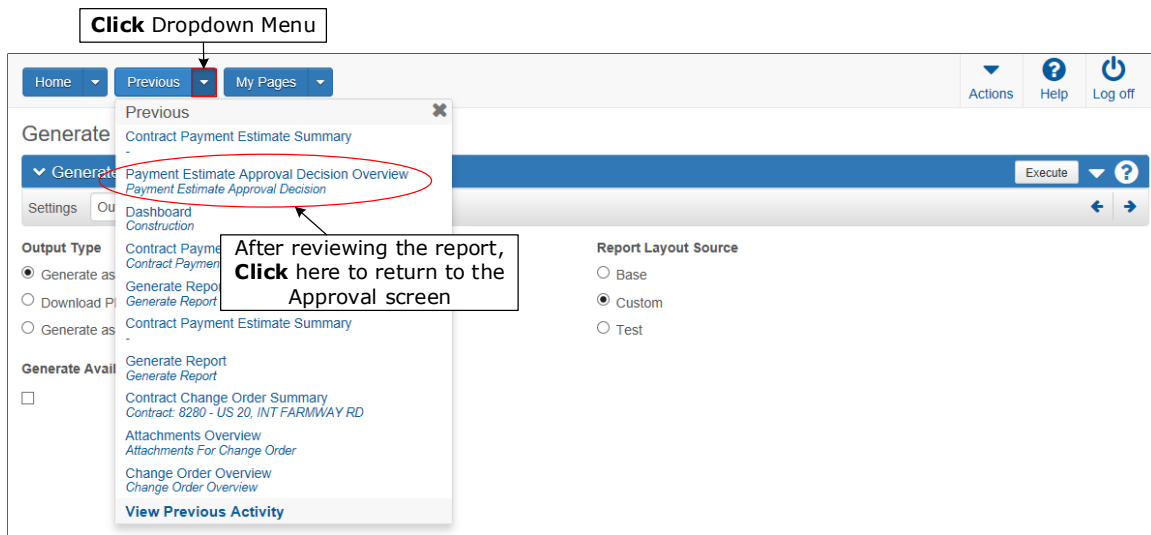 Click Dropdown Menu
Home
Previous
My Pages
Actions
Help
Log off
Previous
Generate
Contract Payment Estimate Summary
-
Generate
Payment Estimate Approval Decision Overview
Payment Estimate Approval Decision
Execute
Settings
Ou
Dashboard
Construction
Output Type
Contract Payme
Contract Paymen
After reviewing the report,
Click here to return to the
Approval screen
Report Layout Source
Generate as
Generate Repo
Generate Report
Base
Download P
Custom
Generate as
Contract Payment Estimate Summary
-
Test
Generate Avail
Generate Report
Generate Report
Contract Change Order Summary
Contract: 8280 - US 20, INT FARMWAY RD
Attachments Overview
Attachments For Change Order
Change Order Overview
Change Order Overview
View Previous Activity